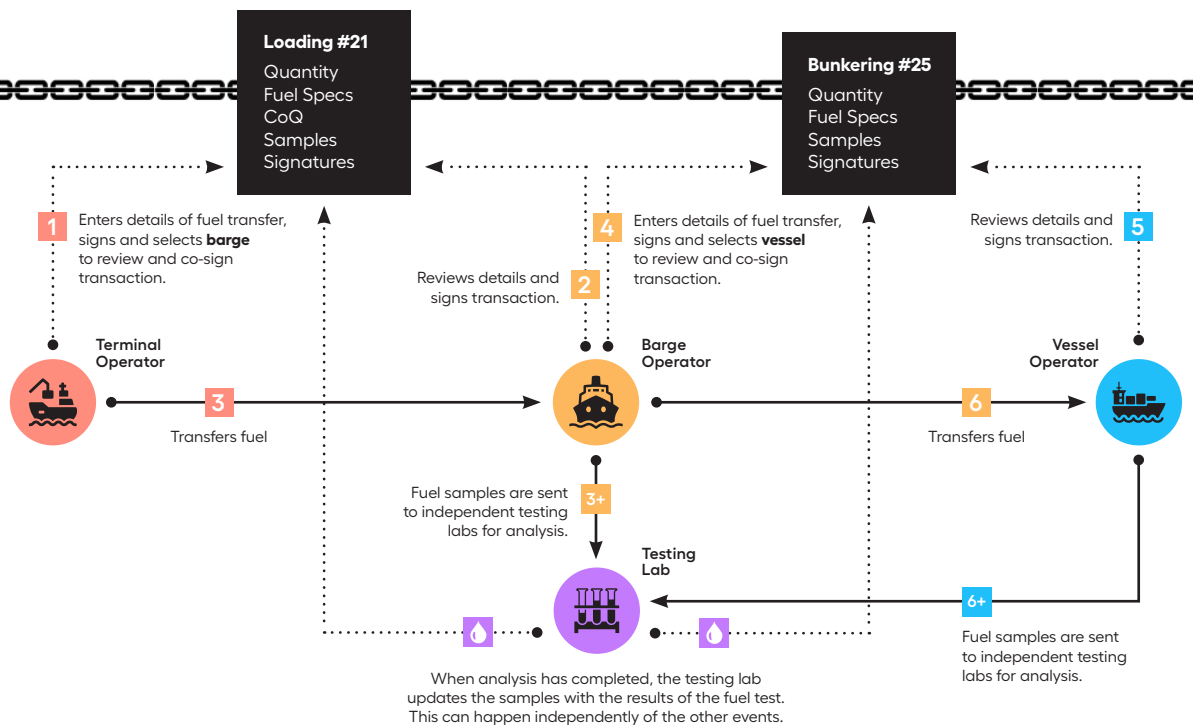 Loading #21
Quantity
Fuel Specs
CoQ
Samples
Signatures
Bunkering #25
Quantity
Fuel Specs
Samples
Signatures
1
Enters details of fuel transfer,
signs and selects barge
to review and co-sign
transaction.
2
Reviews details and
signs transaction.
4
Enters details of fuel transfer,
signs and selects vessel
to review and co-sign
transaction.
Reviews details and
signs transaction.
5
Terminal
Operator
Barge
Operator
Vessel
Operator
3
Transfers fuel
6
Transfers fuel
Fuel samples are sent
to independent testing
labs for analysis.
3+
Testing
Lab
6+
Fuel samples are sent
to independent testing
labs for analysis.
When analysis has completed, the testing lab
updates the samples with the results of the fuel test.
This can happen independently of the other events.